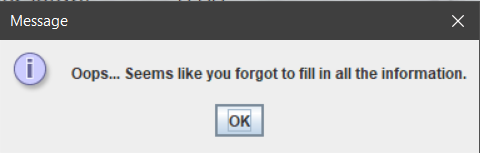 Message
Oops... Seems like you forgot to fill in all the information.
OK